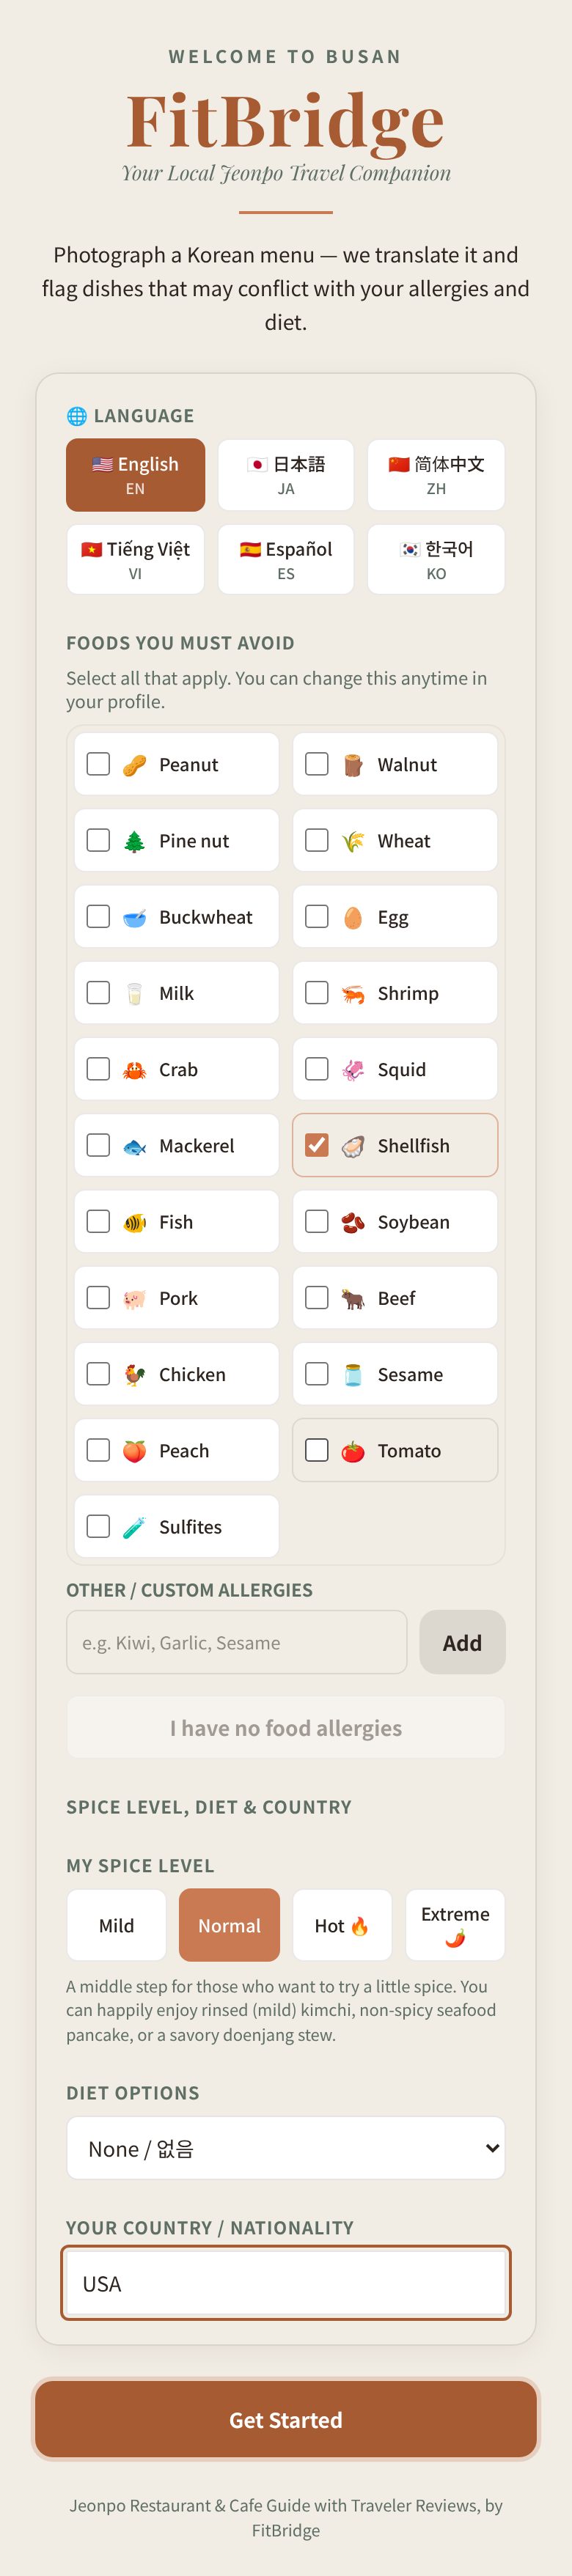 WELCOME TO BUSAN
FitBridge
Your Local Jeonpo Travel Companion
Photograph a Korean menu — we translate it and
flag dishes that may conflict with your allergies and
diet.
🌐 LANGUAGE
🇺🇸 English
EN
🇯🇵 日本語
JA
🇨🇳 简体中文
ZH
🇻🇳 Tiếng Việt
VI
🇪🇸 Español
ES
🇰🇷 한국어
KO
FOODS YOU MUST AVOID
Select all that apply. You can change this anytime in
your profile.
Peanut
Walnut
Pine nut
Wheat
Buckwheat
Egg
Milk
Shrimp
Crab
Squid
Mackerel
Shellfish
Fish
Soybean
Pork
Beef
Chicken
Sesame
Peach
Tomato
Sulfites
OTHER / CUSTOM ALLERGIES
e.g. Kiwi, Garlic, Sesame
Add
I have no food allergies
SPICE LEVEL, DIET & COUNTRY
MY SPICE LEVEL
Mild
Normal
Hot 🔥
Extreme
🌶️
A middle step for those who want to try a little spice. You
can happily enjoy rinsed (mild) kimchi, non-spicy seafood
pancake, or a savory doenjang stew.
DIET OPTIONS
None / 없음
YOUR COUNTRY / NATIONALITY
USA
Get Started
Jeonpo Restaurant & Cafe Guide with Traveler Reviews, by
FitBridge